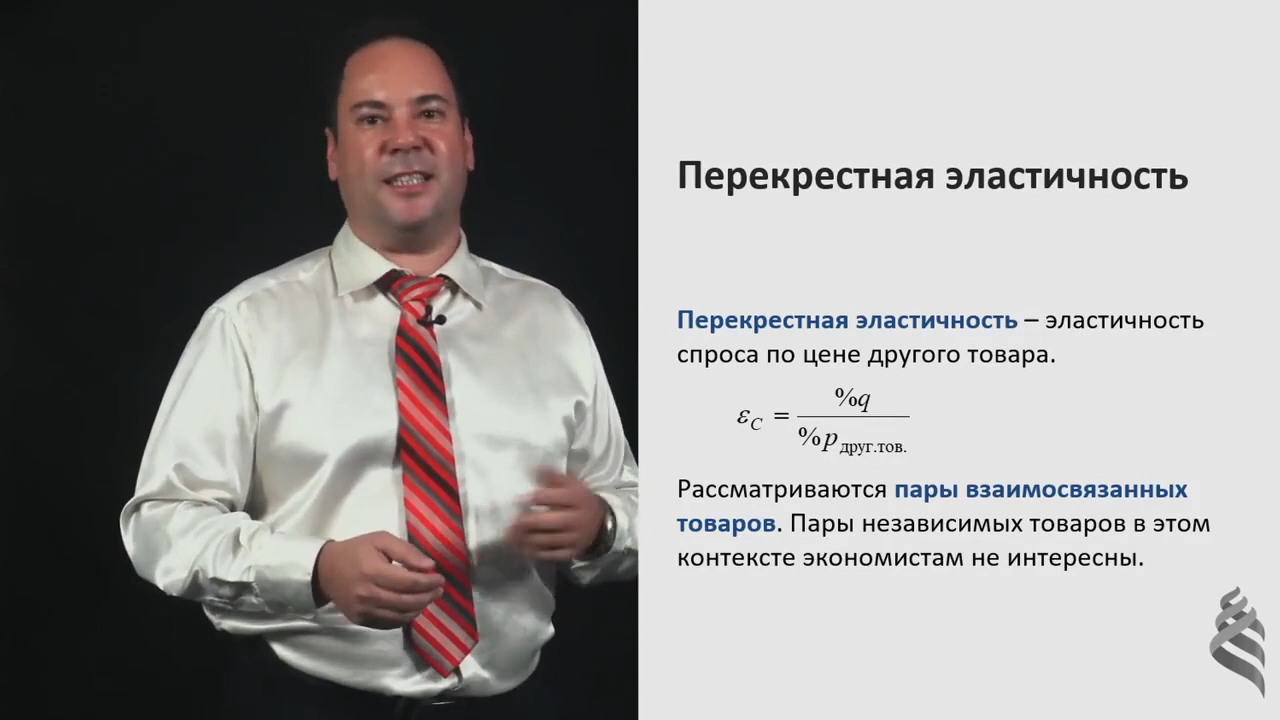 Перекрестная эластичность
Перекрестная эластичность – эластичность
спроса по цене другого товара.
ε_C = %q / %p друг.тов.
Рассматриваются пары взаимосвязанных
товаров. Пары независимых товаров в этом
контексте экономистам не интересны.